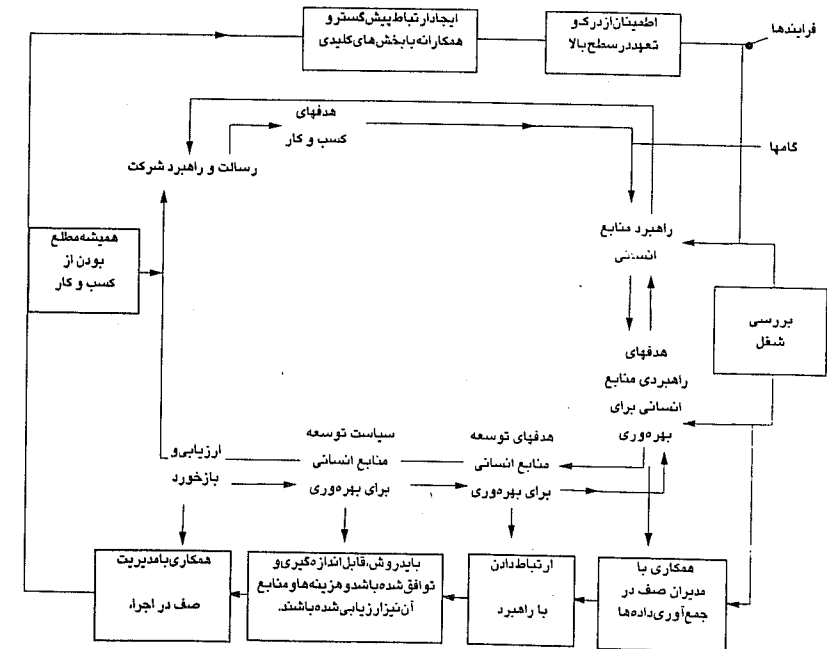 ایجاد ارتباط پیش گستر و
همکارانه با بخش های کلیدی
اطمینان از درک و
تعهد در سطح بالا
فرایندها
هدفهای
کسب و کار
رسالت و راهبرد شرکت
گامها
راهبرد منابع
انسانی
همیشه مطلع
بودن از
کسب و کار
بررسی
شغل
هدفهای
راهبردی منابع
انسانی برای
بهره‌وری
هدفهای توسعه
منابع انسانی
برای بهره‌وری
سیاست توسعه
منابع انسانی
برای بهره‌وری
ارزیابی و
بازخورد
همکاری با
مدیران صف در
جمع‌آوری داده‌ها
ارتباط دادن
با راهبرد
باید روش، قابل اندازه‌گیری و
توافق شده باشد و هزینه‌ها و منابع
آن نیز ارزیابی شده باشند.
همکاری با مدیریت
صف در اجرا.